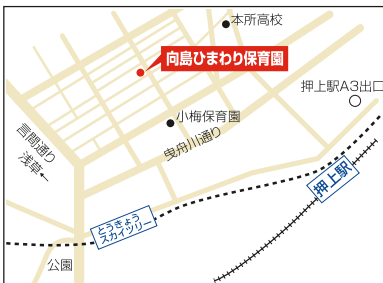 本所高校
向島ひまわり保育園
押上駅A3出口
小梅保育園
曳舟川通り
言問通り
浅草←
押上駅
とうきょう
スカイツリー
公園